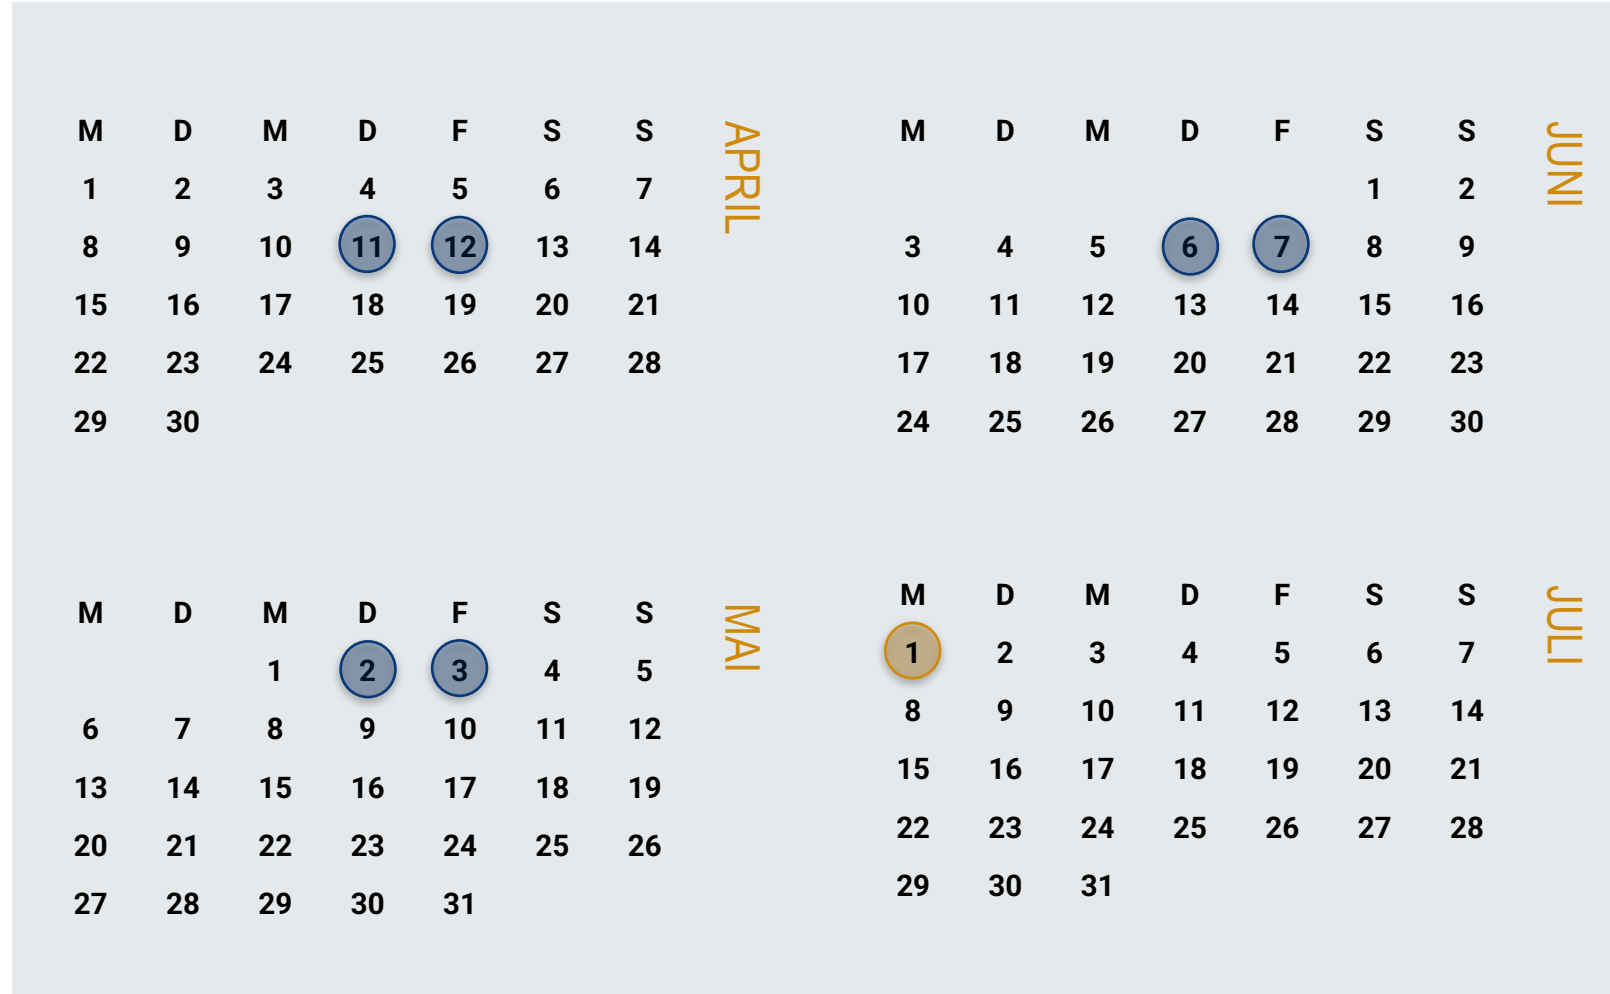 APRIL
M D M D F S S
1 2 3 4 5 6 7
8 9 10 11 12 13 14
15 16 17 18 19 20 21
22 23 24 25 26 27 28
29 30
MAI
M D M D F S S
1 2 3 4 5
6 7 8 9 10 11 12
13 14 15 16 17 18 19
20 21 22 23 24 25 26
27 28 29 30 31
JUNI
M D M D F S S
1 2
3 4 5 6 7 8 9
10 11 12 13 14 15 16
17 18 19 20 21 22 23
24 25 26 27 28 29 30
JULI
M D M D F S S
1 2 3 4 5 6 7
8 9 10 11 12 13 14
15 16 17 18 19 20 21
22 23 24 25 26 27 28
29 30 31